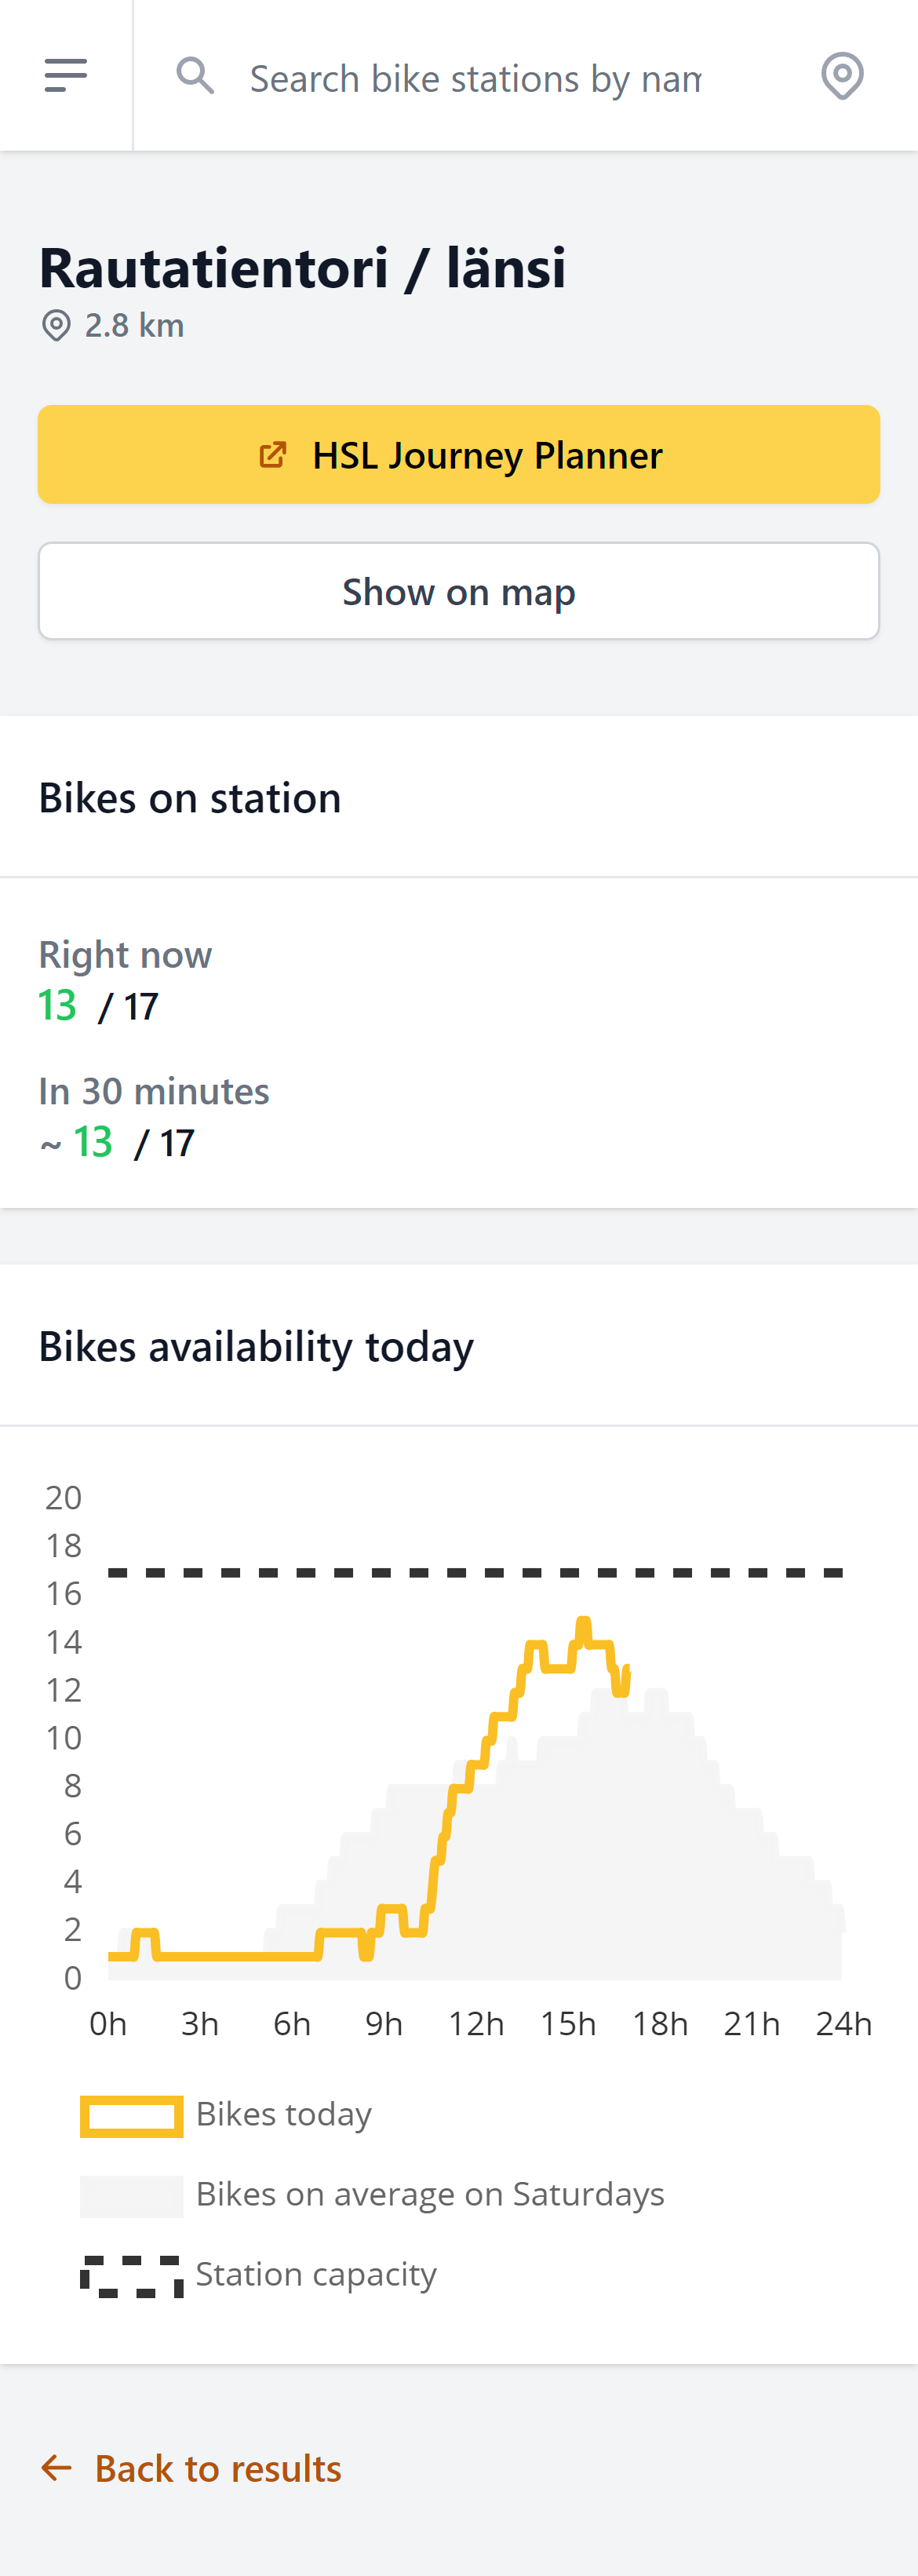 Search bike stations by nam
Rautatientori / länsi
2.8 km
HSL Journey Planner
Show on map
Bikes on station
Right now
13 / 17
In 30 minutes
~ 13 / 17
Bikes availability today
20
18
16
14
12
10
8
6
4
2
0
0h 3h 6h 9h 12h 15h 18h 21h 24h
Bikes today
Bikes on average on Saturdays
Station capacity
Back to results